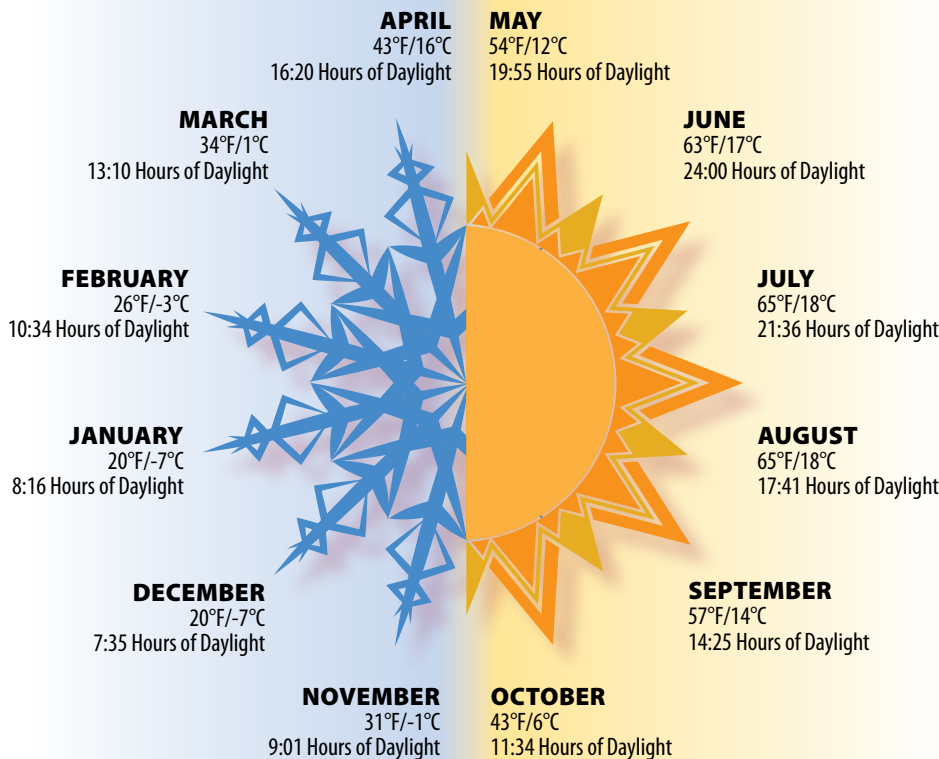 APRIL
43°F/16°C
16:20 Hours of Daylight
MAY
54°F/12°C
19:55 Hours of Daylight
MARCH
34°F/1°C
13:10 Hours of Daylight
JUNE
63°F/17°C
24:00 Hours of Daylight
FEBRUARY
26°F/-3°C
10:34 Hours of Daylight
JULY
65°F/18°C
21:36 Hours of Daylight
JANUARY
20°F/-7°C
8:16 Hours of Daylight
AUGUST
65°F/18°C
17:41 Hours of Daylight
DECEMBER
20°F/-7°C
7:35 Hours of Daylight
SEPTEMBER
57°F/14°C
14:25 Hours of Daylight
NOVEMBER
31°F/-1°C
9:01 Hours of Daylight
OCTOBER
43°F/6°C
11:34 Hours of Daylight